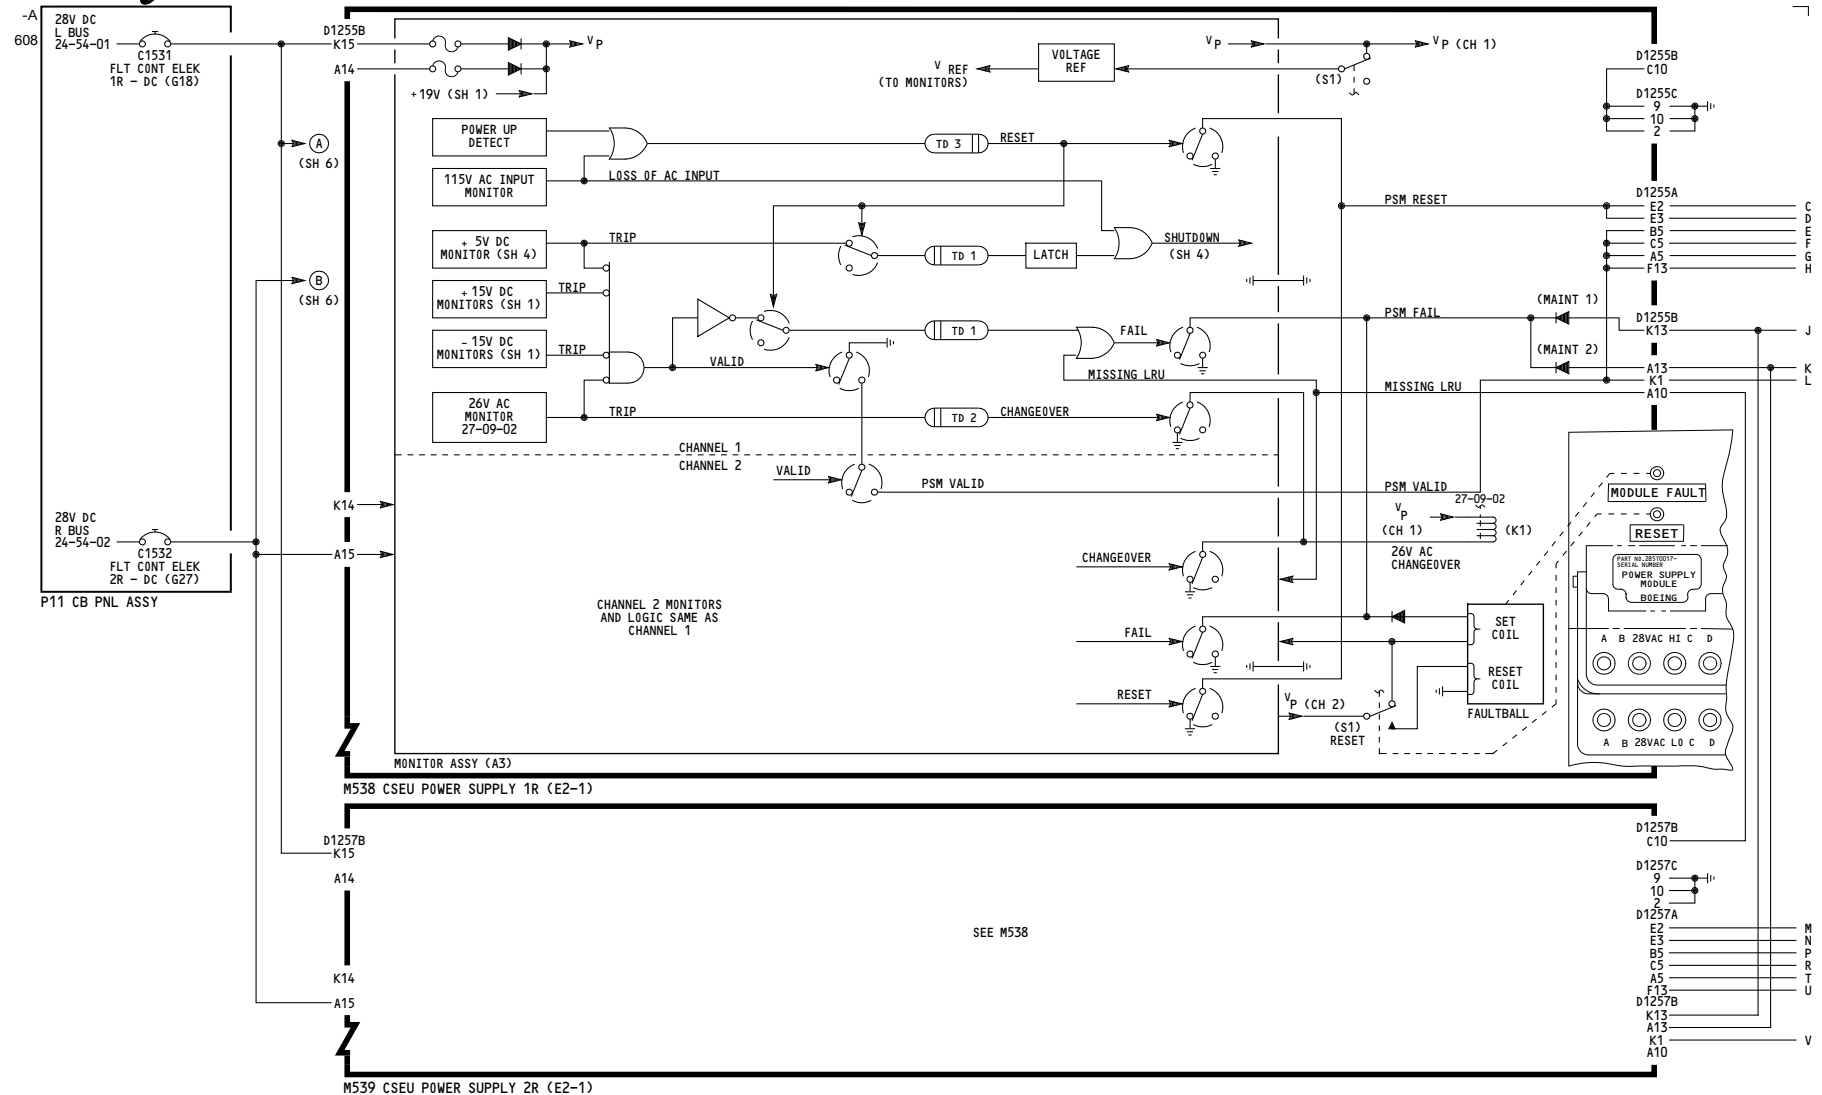 -A
608
28V DC
L BUS
24-54-01
C1531
FLT CONT ELEK
1R – DC (G18)
28V DC
R BUS
24-54-02
C1532
FLT CONT ELEK
2R – DC (G27)
P11 CB PNL ASSY
A
(SH 6)
B
(SH 6)
D1255B
K15
A14
K14
A15
VP
+19V (SH 1)
V REF
(TO MONITORS)
VOLTAGE
REF
VP
VP (CH 1)
(S1)
POWER UP
DETECT
TD 3
RESET
115V AC INPUT
MONITOR
LOSS OF AC INPUT
+ 5V DC
MONITOR (SH 4)
TRIP
TD 1
LATCH
SHUTDOWN
(SH 4)
+ 15V DC
MONITORS (SH 1)
TRIP
– 15V DC
MONITORS (SH 1)
TRIP
VALID
TD 1
FAIL
MISSING LRU
26V AC
MONITOR
27-09-02
TRIP
TD 2
CHANGEOVER
CHANNEL 1
CHANNEL 2
VALID
PSM VALID
CHANNEL 2 MONITORS
AND LOGIC SAME AS
CHANNEL 1
CHANGEOVER
FAIL
RESET
MONITOR ASSY (A3)
M538 CSEU POWER SUPPLY 1R (E2-1)
PSM RESET
PSM FAIL
(MAINT 1)
(MAINT 2)
MISSING LRU
PSM VALID
27-09-02
VP
(CH 1)
(K1)
26V AC
CHANGEOVER
VP (CH 2)
(S1)
RESET
SET
COIL
RESET
COIL
FAULTBALL
D1255B
C10
D1255C
9
10
2
D1255A
E2
E3
B5
C5
A5
F13
D1255B
K13
A13
K1
A10
C
D
E
F
G
H
J
K
L
MODULE FAULT
RESET
PART NO.285T0017-
SERIAL NUMBER
POWER SUPPLY
MODULE
BOEING
A B 28VAC HI C D
A B 28VAC LO C D
D1257B
K15
A14
K14
A15
SEE M538
D1257B
C10
D1257C
9
10
2
D1257A
E2
E3
B5
C5
A5
F13
D1257B
K13
A13
K1
A10
M
N
P
R
T
U
V
M539 CSEU POWER SUPPLY 2R (E2-1)